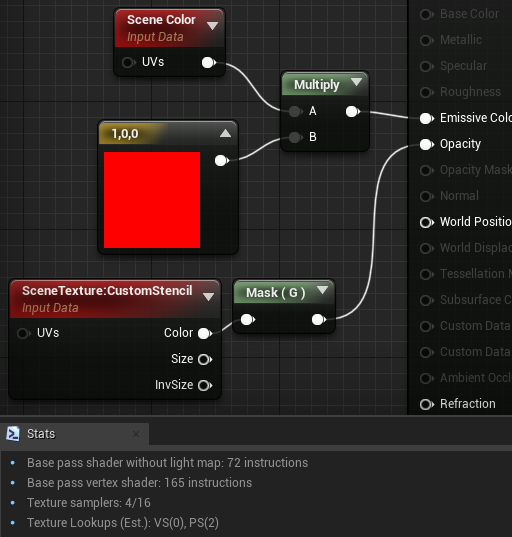 Scene Color
Input Data
UVs
Multiply
A
B
1,0,0
SceneTexture:CustomStencil
Input Data
UVs
Color
Size
InvSize
Mask ( G )
Base Color
Metallic
Specular
Roughness
Emissive Colo
Opacity
Opacity Mask
Normal
World Positio
World Displac
Tessellation M
Subsurface C
Custom Data
Custom Data
Ambient Occl
Refraction
Stats
Base pass shader without light map: 72 instructions
Base pass vertex shader: 165 instructions
Texture samplers: 4/16
Texture Lookups (Est.): VS(0), PS(2)